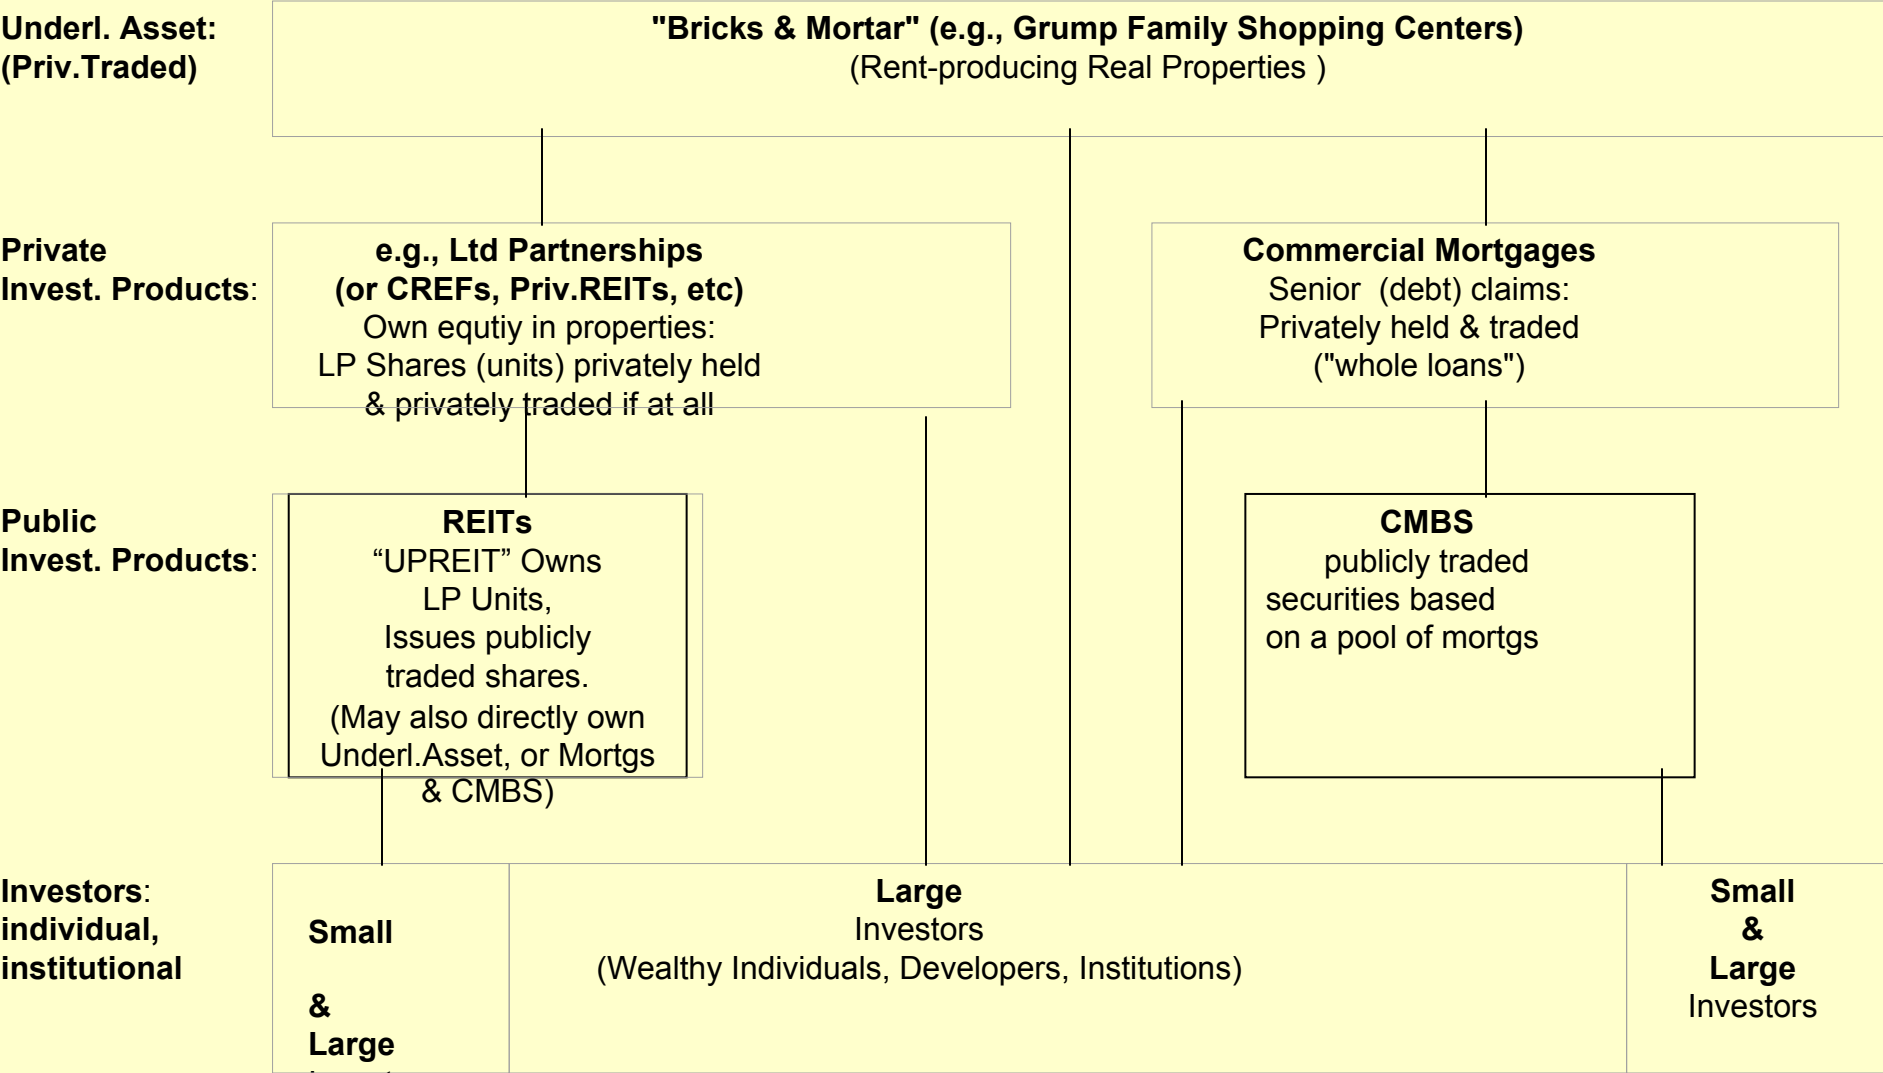 Underl. Asset:
(Priv.Traded)
"Bricks & Mortar" (e.g., Grump Family Shopping Centers)
(Rent-producing Real Properties )
Private
Invest. Products:
e.g., Ltd Partnerships
(or CREFs, Priv.REITs, etc)
Own equtiy in properties:
LP Shares (units) privately held
& privately traded if at all
Commercial Mortgages
Senior (debt) claims:
Privately held & traded
("whole loans")
Public
Invest. Products:
REITs
“UPREIT” Owns
LP Units,
Issues publicly
traded shares.
(May also directly own
Underl.Asset, or Mortgs
& CMBS)
CMBS
publicly traded
securities based
on a pool of mortgs
Investors:
individual,
institutional
Small
&
Large
Large
Investors
(Wealthy Individuals, Developers, Institutions)
Small
&
Large
Investors